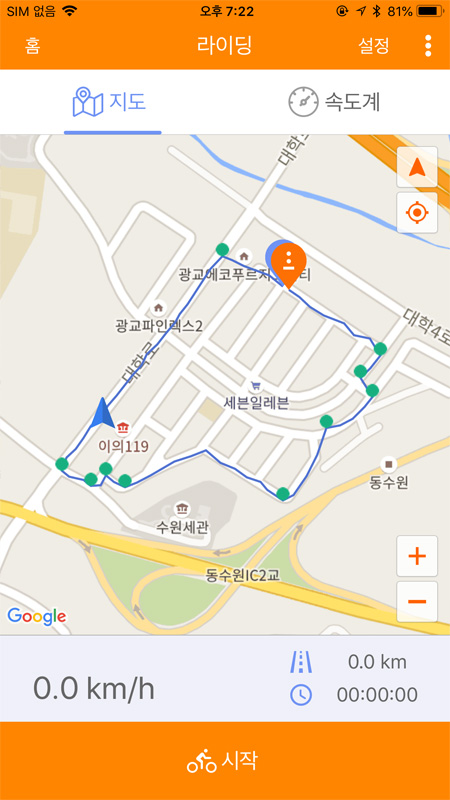 SIM 없음 오후 7:22 81%
홈 라이딩 설정
지도 속도계
대학로
광교에코푸르지
티
대학4로
광교파인렉스2
대학로
세븐일레븐
이의119
동수원
수원세관
동수원IC2교
Google
0.0 km/h
0.0 km
00:00:00
시작